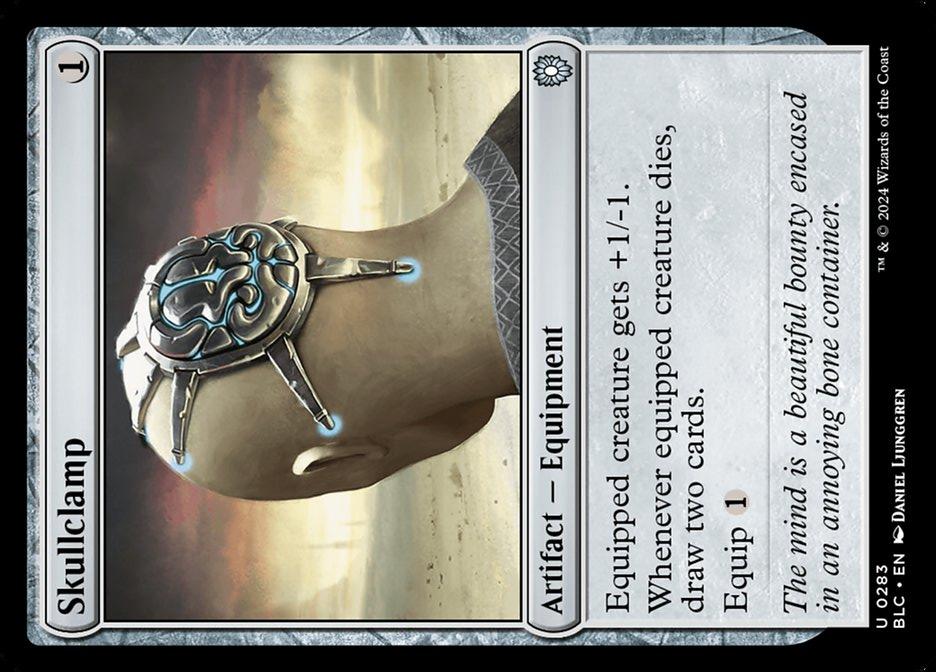 Skullclamp 1
Artifact — Equipment
Equipped creature gets +1/-1.
Whenever equipped creature dies,
draw two cards.
Equip 1
The mind is a beautiful bounty encased
in an annoying bone container.
U 0283
BLC • EN DANIEL LJUNGGREN
™ & © 2024 Wizards of the Coast